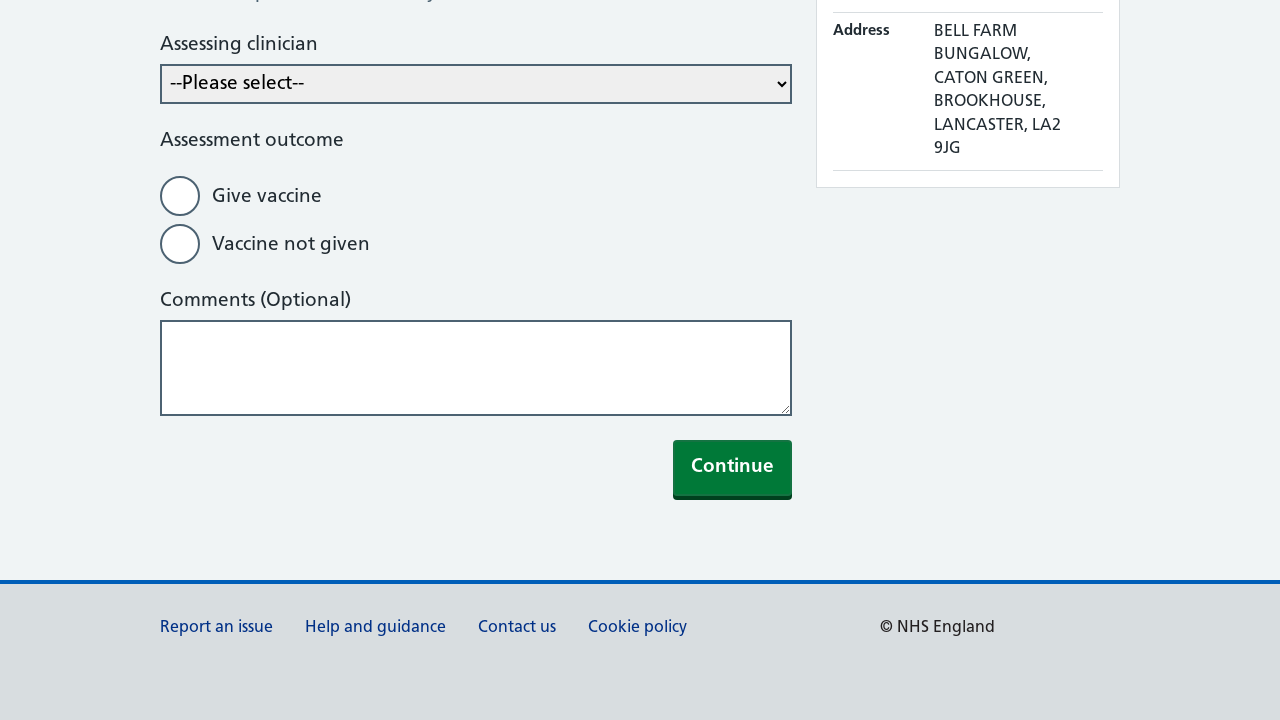 Assessing clinician
--Please select--
Assessment outcome
Give vaccine
Vaccine not given
Comments (Optional)
Continue
Address
BELL FARM
BUNGALOW,
CATON GREEN,
BROOKHOUSE,
LANCASTER, LA2
9JG
Report an issue
Help and guidance
Contact us
Cookie policy
© NHS England